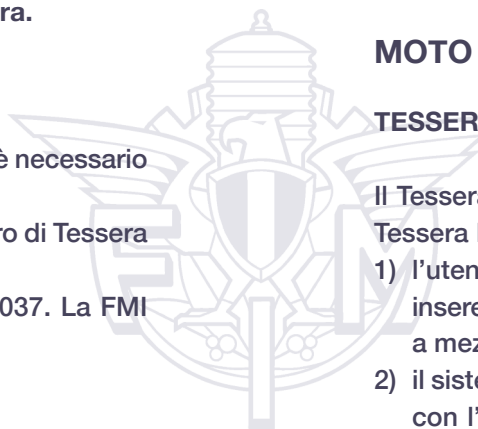 ra.
è necessario
ro di Tessera
037. La FMI
MOTO
TESSER
Il Tessera
Tessera
1) l’uten
insere
a mez
2) il siste
con l’
F M